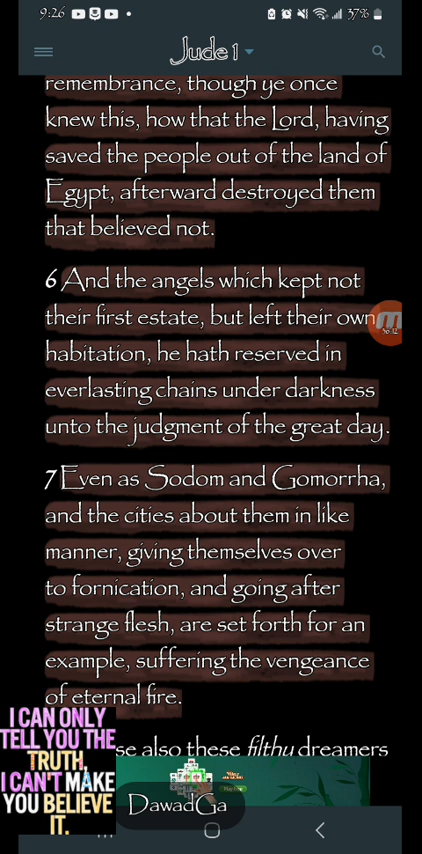 9:26
37%
Jude 1
remembrance, though ye once
knew this, how that the Lord, having
saved the people out of the land of
Egypt, afterward destroyed them
that believed not.
6 And the angels which kept not
their first estate, but left their own
56:12
habitation, he hath reserved in
everlasting chains under darkness
unto the judgment of the great day.
7 Even as Sodom and Gomorrha,
and the cities about them in like
manner, giving themselves over
to fornication, and going after
strange flesh, are set forth for an
example, suffering the vengeance
of eternal fire.
se also these filthy dreamers
I CAN ONLY
TELL YOU THE
TRUTH,
I CAN'T MAKE
YOU BELIEVE
IT.
DawadGa